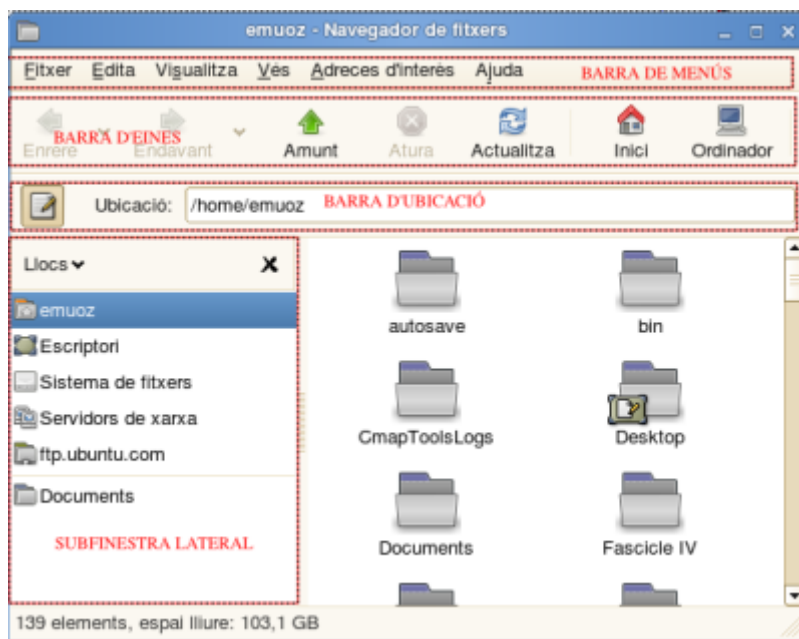 emuoz - Navegador de fitxers
Fitxer Edita Visualitza Vés Adreces d'interès Ajuda BARRA DE MENÚS
BARRA D'EINES
Enrere Endavant Amunt Atura Actualitza Inici Ordinador
Ubicació: /home/emuoz BARRA D'UBICACIÓ
Llocs
emuoz
Escriptori
Sistema de fitxers
Servidors de xarxa
ftp.ubuntu.com
Documents
SUBFINESTRA LATERAL
autosave bin
CmapToolsLogs Desktop
Documents Fascicle IV
139 elements, espai lliure: 103,1 GB